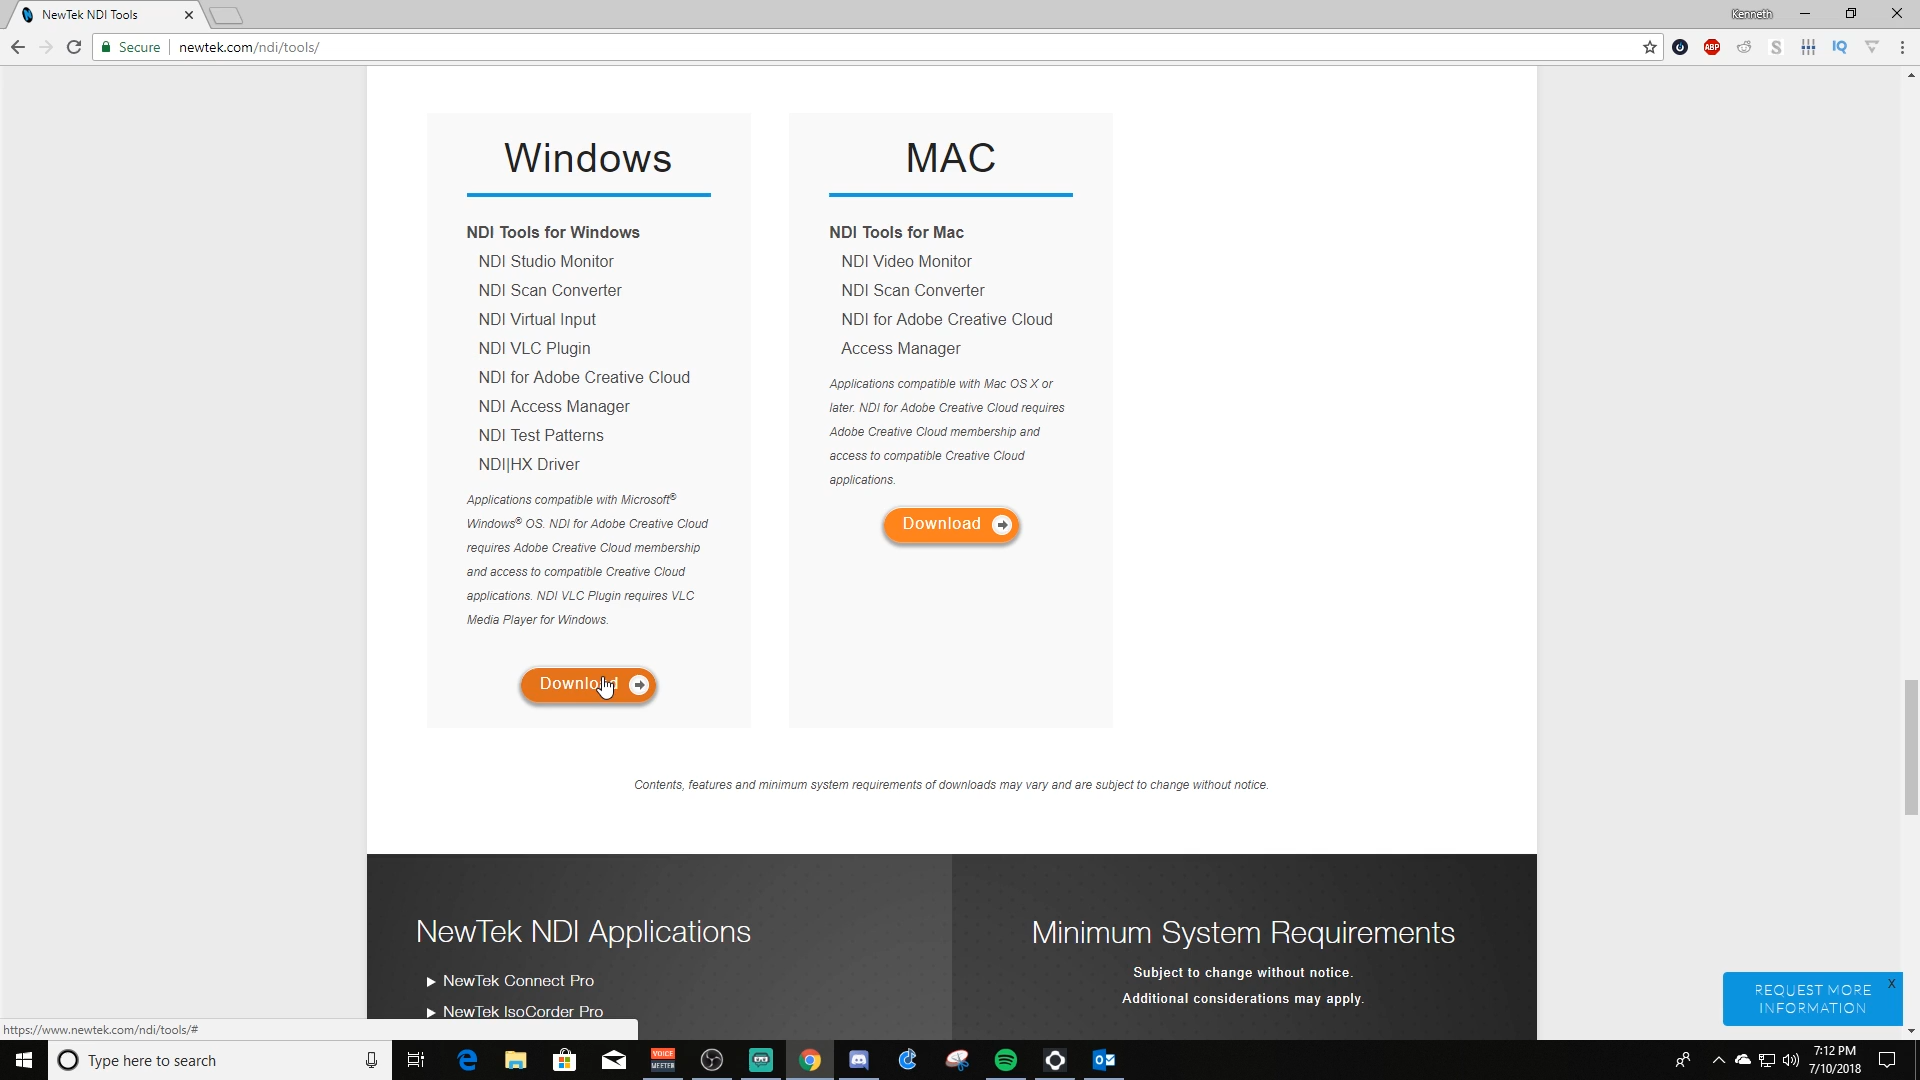 NewTek NDI Tools
Kenneth
Secure
newtek.com/ndi/tools/
ABP
S
IQ
Windows
NDI Tools for Windows
NDI Studio Monitor
NDI Scan Converter
NDI Virtual Input
NDI VLC Plugin
NDI for Adobe Creative Cloud
NDI Access Manager
NDI Test Patterns
NDI|HX Driver
Applications compatible with Microsoft®
Windows® OS. NDI for Adobe Creative Cloud
requires Adobe Creative Cloud membership
and access to compatible Creative Cloud
applications. NDI VLC Plugin requires VLC
Media Player for Windows.
Download
MAC
NDI Tools for Mac
NDI Video Monitor
NDI Scan Converter
NDI for Adobe Creative Cloud
Access Manager
Applications compatible with Mac OS X or
later. NDI for Adobe Creative Cloud requires
Adobe Creative Cloud membership and
access to compatible Creative Cloud
applications.
Download
Contents, features and minimum system requirements of downloads may vary and are subject to change without notice.
NewTek NDI Applications
NewTek Connect Pro
NewTek IsoCorder Pro
Minimum System Requirements
Subject to change without notice.
Additional considerations may apply.
REQUEST MORE
INFORMATION
X
https://www.newtek.com/ndi/tools/#
Type here to search
VOICE
MEETER
7:12 PM
7/10/2018